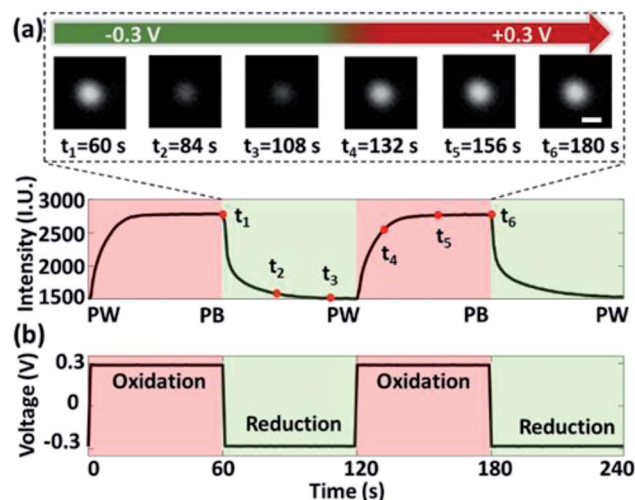 (a)
-0.3 V +0.3 V
t₁=60 s t₂=84 s t₃=108 s t₄=132 s t₅=156 s t₆=180 s
Intensity (I.U.)
3000
2500
2000
1500
t₁
t₂
t₃
t₄
t₅
t₆
PW PB PW PB PW
(b)
Voltage (V)
0.3
0
-0.3
Oxidation Oxidation
Reduction Reduction
0 60 120 180 240
Time (s)